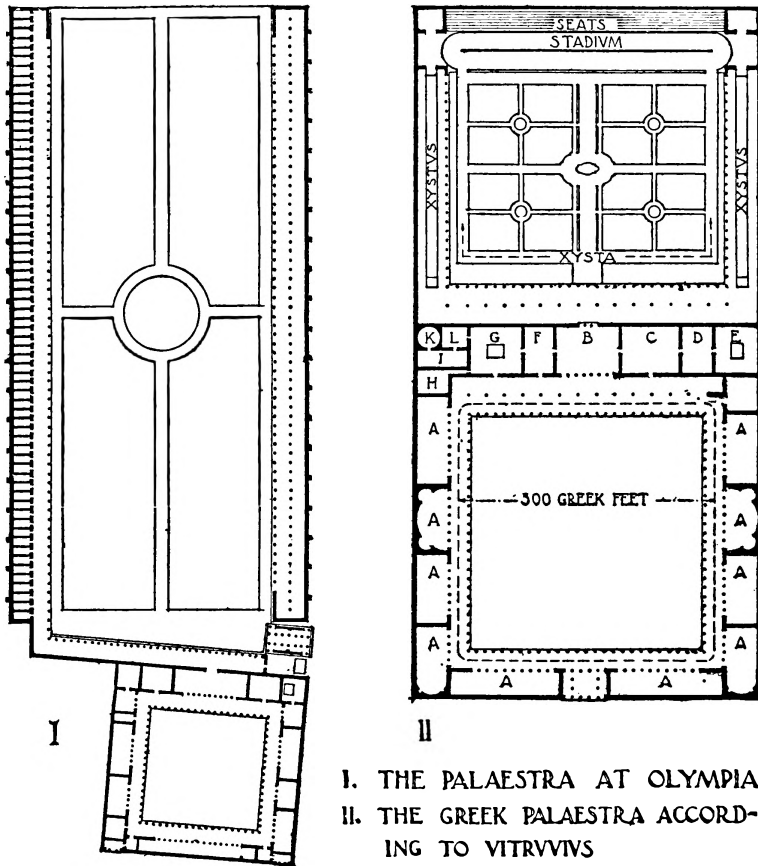 SEATS
STADIVM
XYSTVS
XYSTVS
XYSTA
K L G F B C D E
I
H
A A
A A
300 GREEK FEET
A A
A A
A A
I
II
I. THE PALAESTRA AT OLYMPIA
II. THE GREEK PALAESTRA ACCORD-
ING TO VITRVVIVS